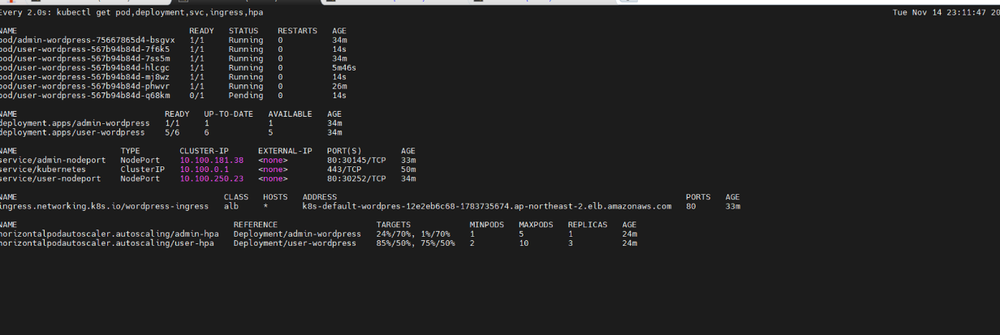 Every 2.0s: kubectl get pod,deployment,svc,ingress,hpa Tue Nov 14 23:11:47 20
NAME READY STATUS RESTARTS AGE
pod/admin-wordpress-75667865d4-bsgvx 1/1 Running 0 34m
pod/user-wordpress-567b94b84d-7f6k5 1/1 Running 0 14s
pod/user-wordpress-567b94b84d-7ss5m 1/1 Running 0 34m
pod/user-wordpress-567b94b84d-hlcgc 1/1 Running 0 5m46s
pod/user-wordpress-567b94b84d-mj8wz 1/1 Running 0 14s
pod/user-wordpress-567b94b84d-phwvr 1/1 Running 0 26m
pod/user-wordpress-567b94b84d-q68km 0/1 Pending 0 14s
NAME READY UP-TO-DATE AVAILABLE AGE
deployment.apps/admin-wordpress 1/1 1 1 34m
deployment.apps/user-wordpress 5/6 6 5 34m
NAME TYPE CLUSTER-IP EXTERNAL-IP PORT(S) AGE
service/admin-nodeport NodePort 10.100.181.38 <none> 80:30145/TCP 33m
service/kubernetes ClusterIP 10.100.0.1 <none> 443/TCP 50m
service/user-nodeport NodePort 10.100.250.23 <none> 80:30252/TCP 34m
NAME CLASS HOSTS ADDRESS PORTS AGE
ingress.networking.k8s.io/wordpress-ingress alb * k8s-default-wordpres-12e2eb6c68-1783735674.ap-northeast-2.elb.amazonaws.com 80 33m
NAME REFERENCE TARGETS MINPODS MAXPODS REPLICAS AGE
horizontalpodautoscaler.autoscaling/admin-hpa Deployment/admin-wordpress 24%/70%, 1%/70% 1 5 1 24m
horizontalpodautoscaler.autoscaling/user-hpa Deployment/user-wordpress 85%/50%, 75%/50% 2 10 3 24m